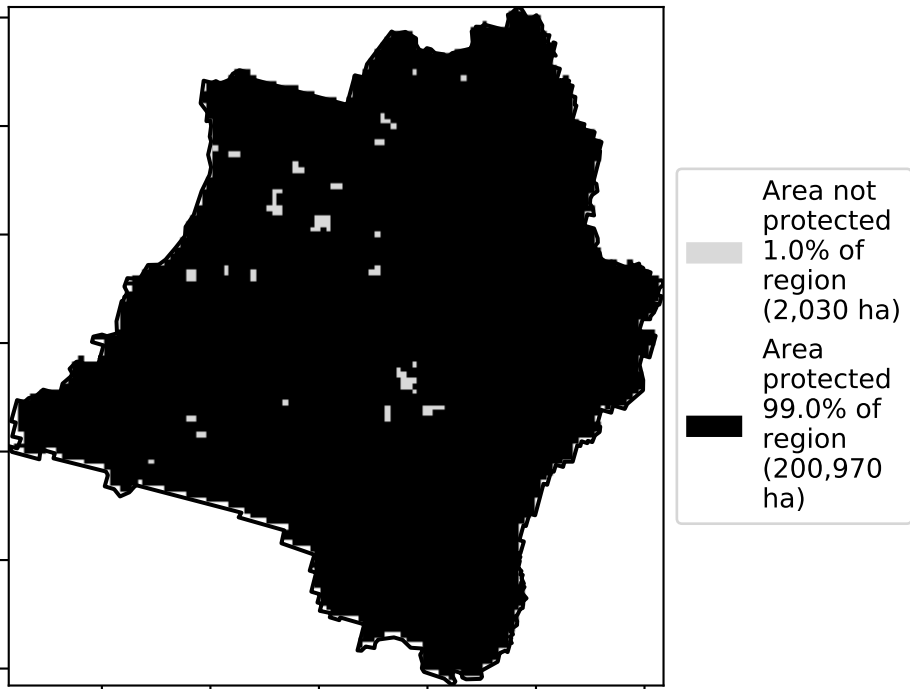 Area not
protected
1.0% of
region
(2,030 ha)
Area
protected
99.0% of
region
(200,970
ha)